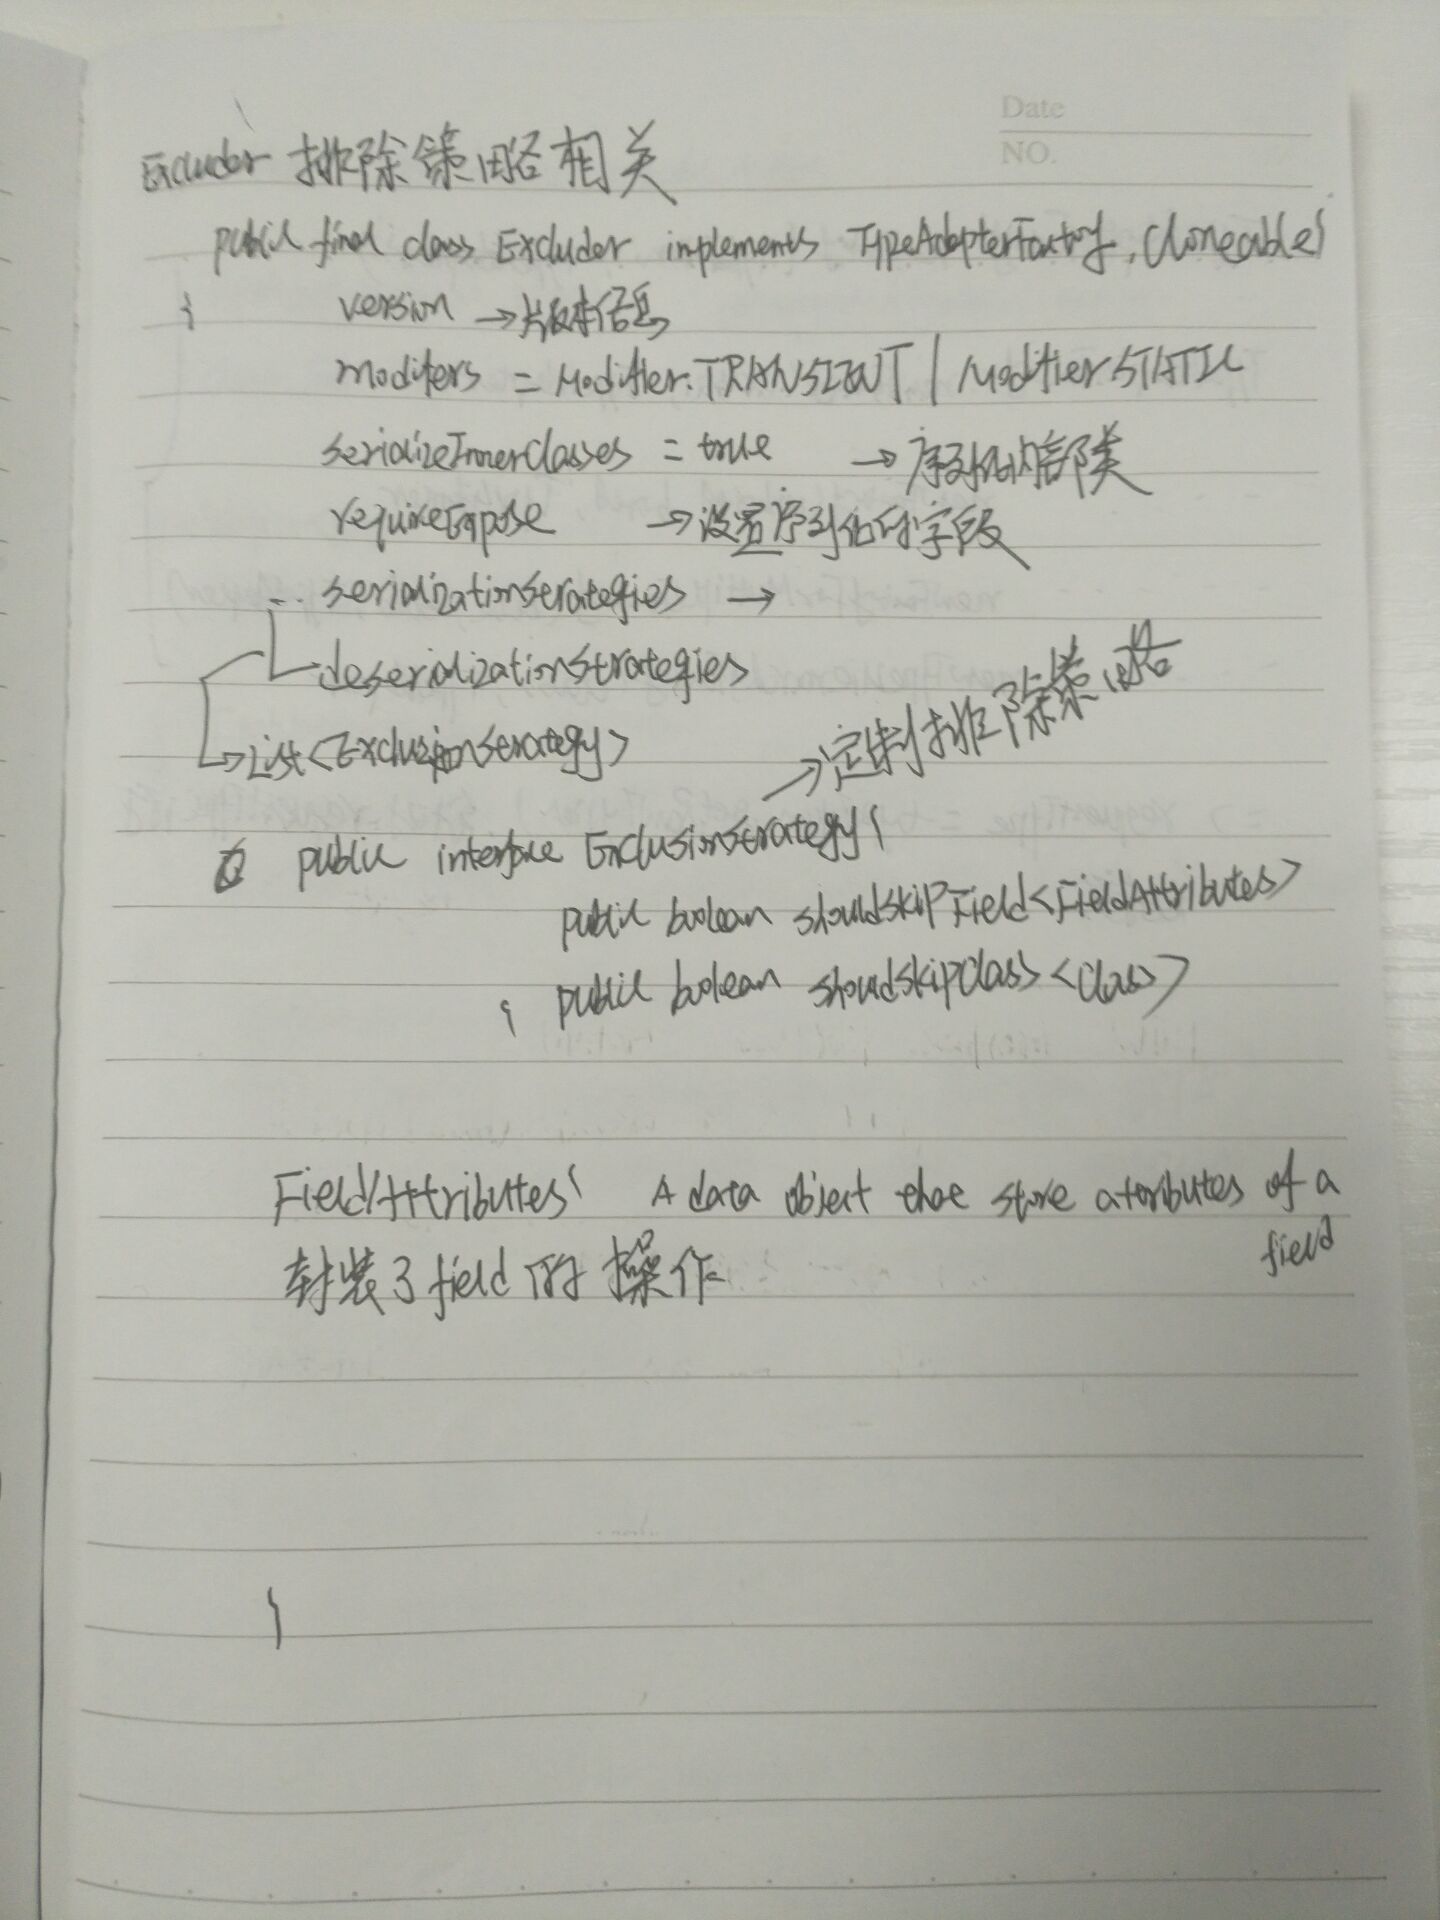 Date
NO.
Excluder 排除策略相关
public final class Excluder implements TypeAdapterFactory, Cloneable{
version →版本信息
modifers = Modifier.TRANSIENT | Modifier STATIC
serializeInnerClasses = true → 序列化内部类
requireExpose → 设置序列化的字段
serializationStrategies →
deserializationStrategies
→List<ExclusionStrategy>
→定制排除策略
public interface ExclusionStrategy{
public boolean shouldSkipField<FieldAttributes>
public boolean shouldSkipClass<Class>
FieldAttributes{ A data object that store attributes of a
field
封装了field的操作
}